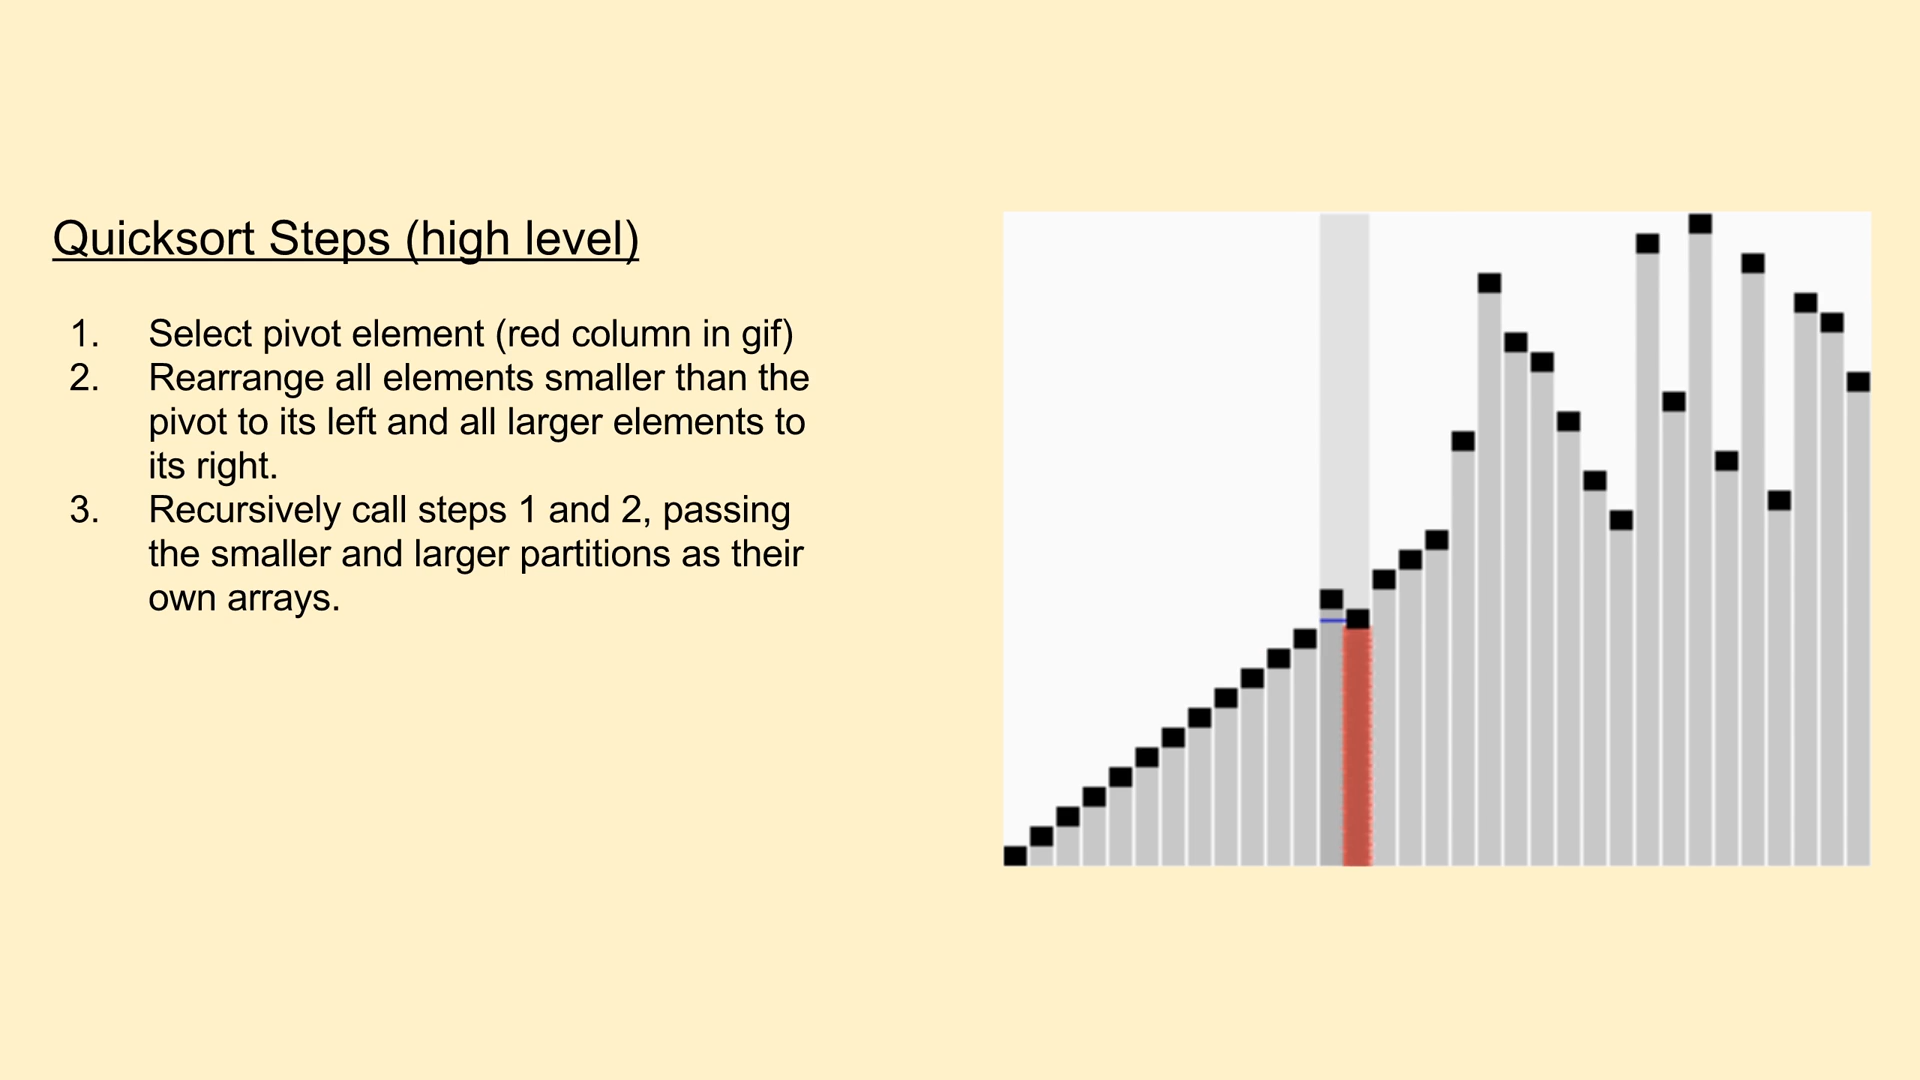 Quicksort Steps (high level)
1. Select pivot element (red column in gif)
2. Rearrange all elements smaller than the
pivot to its left and all larger elements to
its right.
3. Recursively call steps 1 and 2, passing
the smaller and larger partitions as their
own arrays.